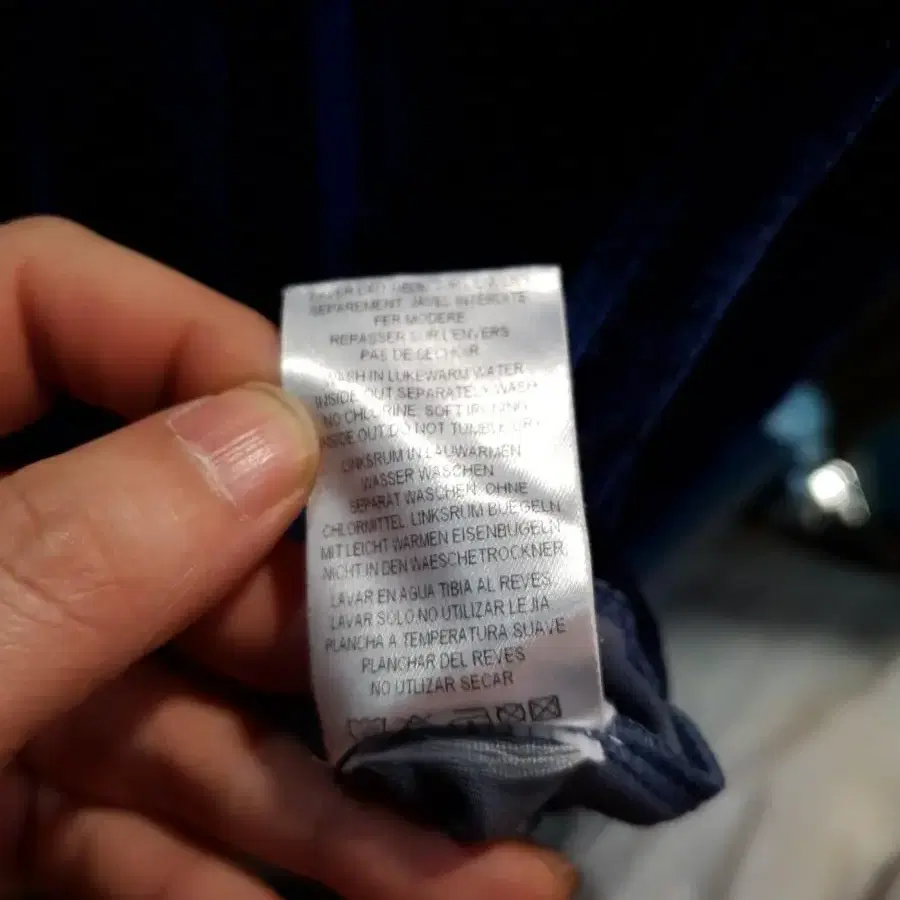 SEPAREMENT JAVEL INTERDITE
FER MODERE
REPASSER SUR L'ENVERS
PAS DE SECHOIR
WASH IN LUKEWARM WATER
INSIDE OUT SEPARATELY WASH
NO CHLORINE. SOFT IRONING
INSIDE OUT DO NOT TUMBLE DRY
LINKSRUM IN LAUWARMEN
WASSER WASCHEN
SEPARAT WASCHEN. OHNE
CHLORMITTEL. LINKSRUM BUEGELN
MIT LEICHT WARMEN EISENBUGELN
NICHT IN DEN WAESCHETROCKNER.
LAVAR EN AGUA TIBIA AL REVES
LAVAR SOLO.NO UTILIZAR LEJIA
PLANCHA A TEMPERATURA SUAVE
PLANCHAR DEL REVES
NO UTLIZAR SECAR